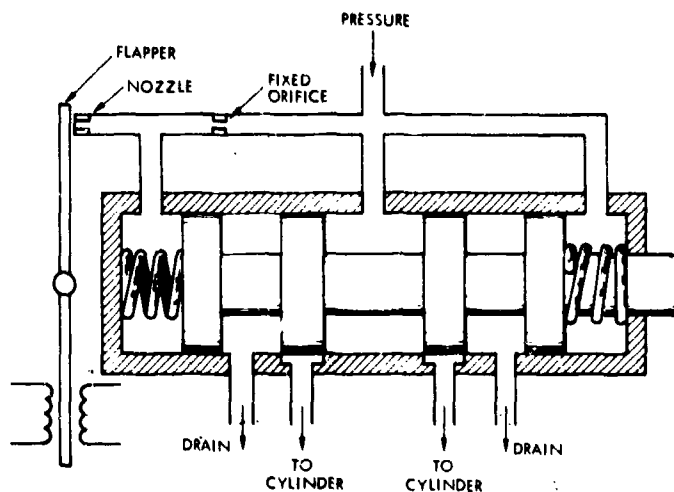 PRESSURE
FLAPPER
NOZZLE
FIXED
ORIFICE
DRAIN
TO
CYLINDER
TO
CYLINDER
DRAIN